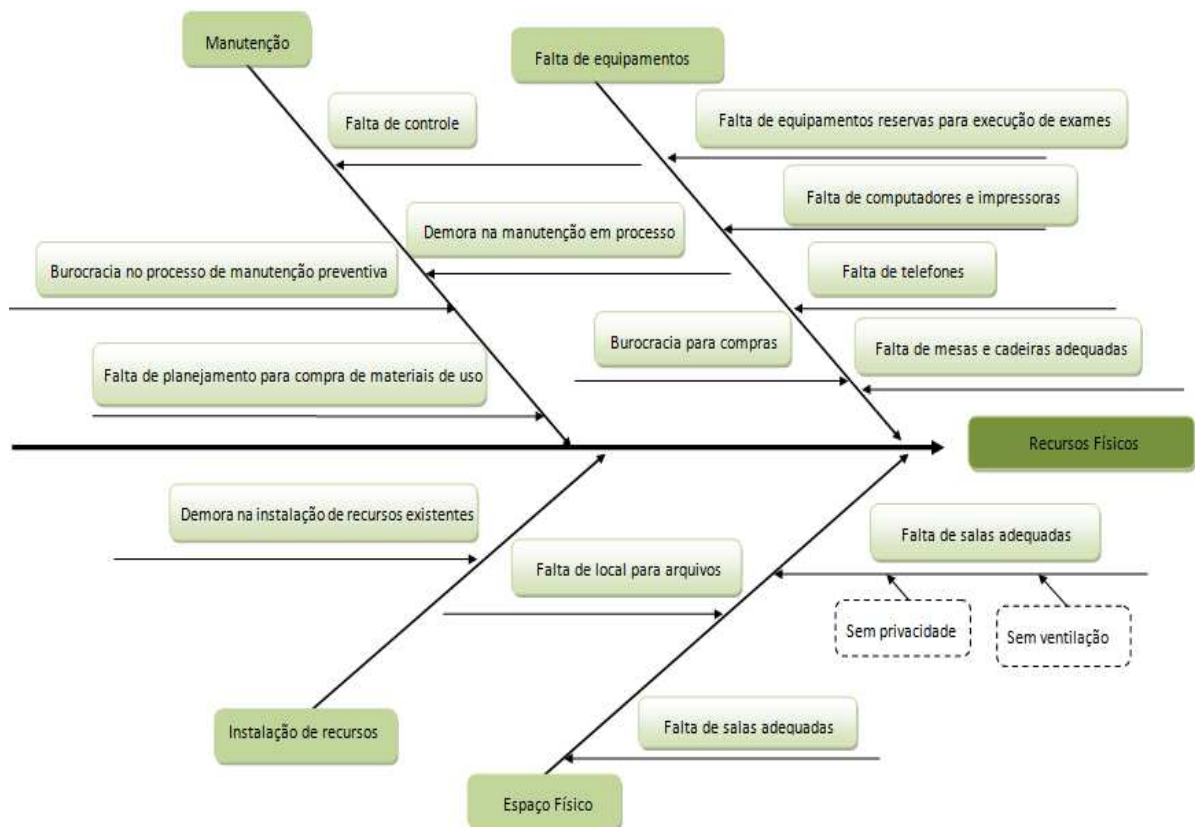 Manutenção
Falta de equipamentos
Falta de controle
Falta de equipamentos reservas para execução de exames
Demora na manutenção em processo
Falta de computadores e impressoras
Burocracia no processo de manutenção preventiva
Falta de telefones
Burocracia para compras
Falta de mesas e cadeiras adequadas
Falta de planejamento para compra de materiais de uso
Recursos Físicos
Demora na instalação de recursos existentes
Falta de salas adequadas
Falta de local para arquivos
Sem privacidade
Sem ventilação
Instalação de recursos
Falta de salas adequadas
Espaço Físico